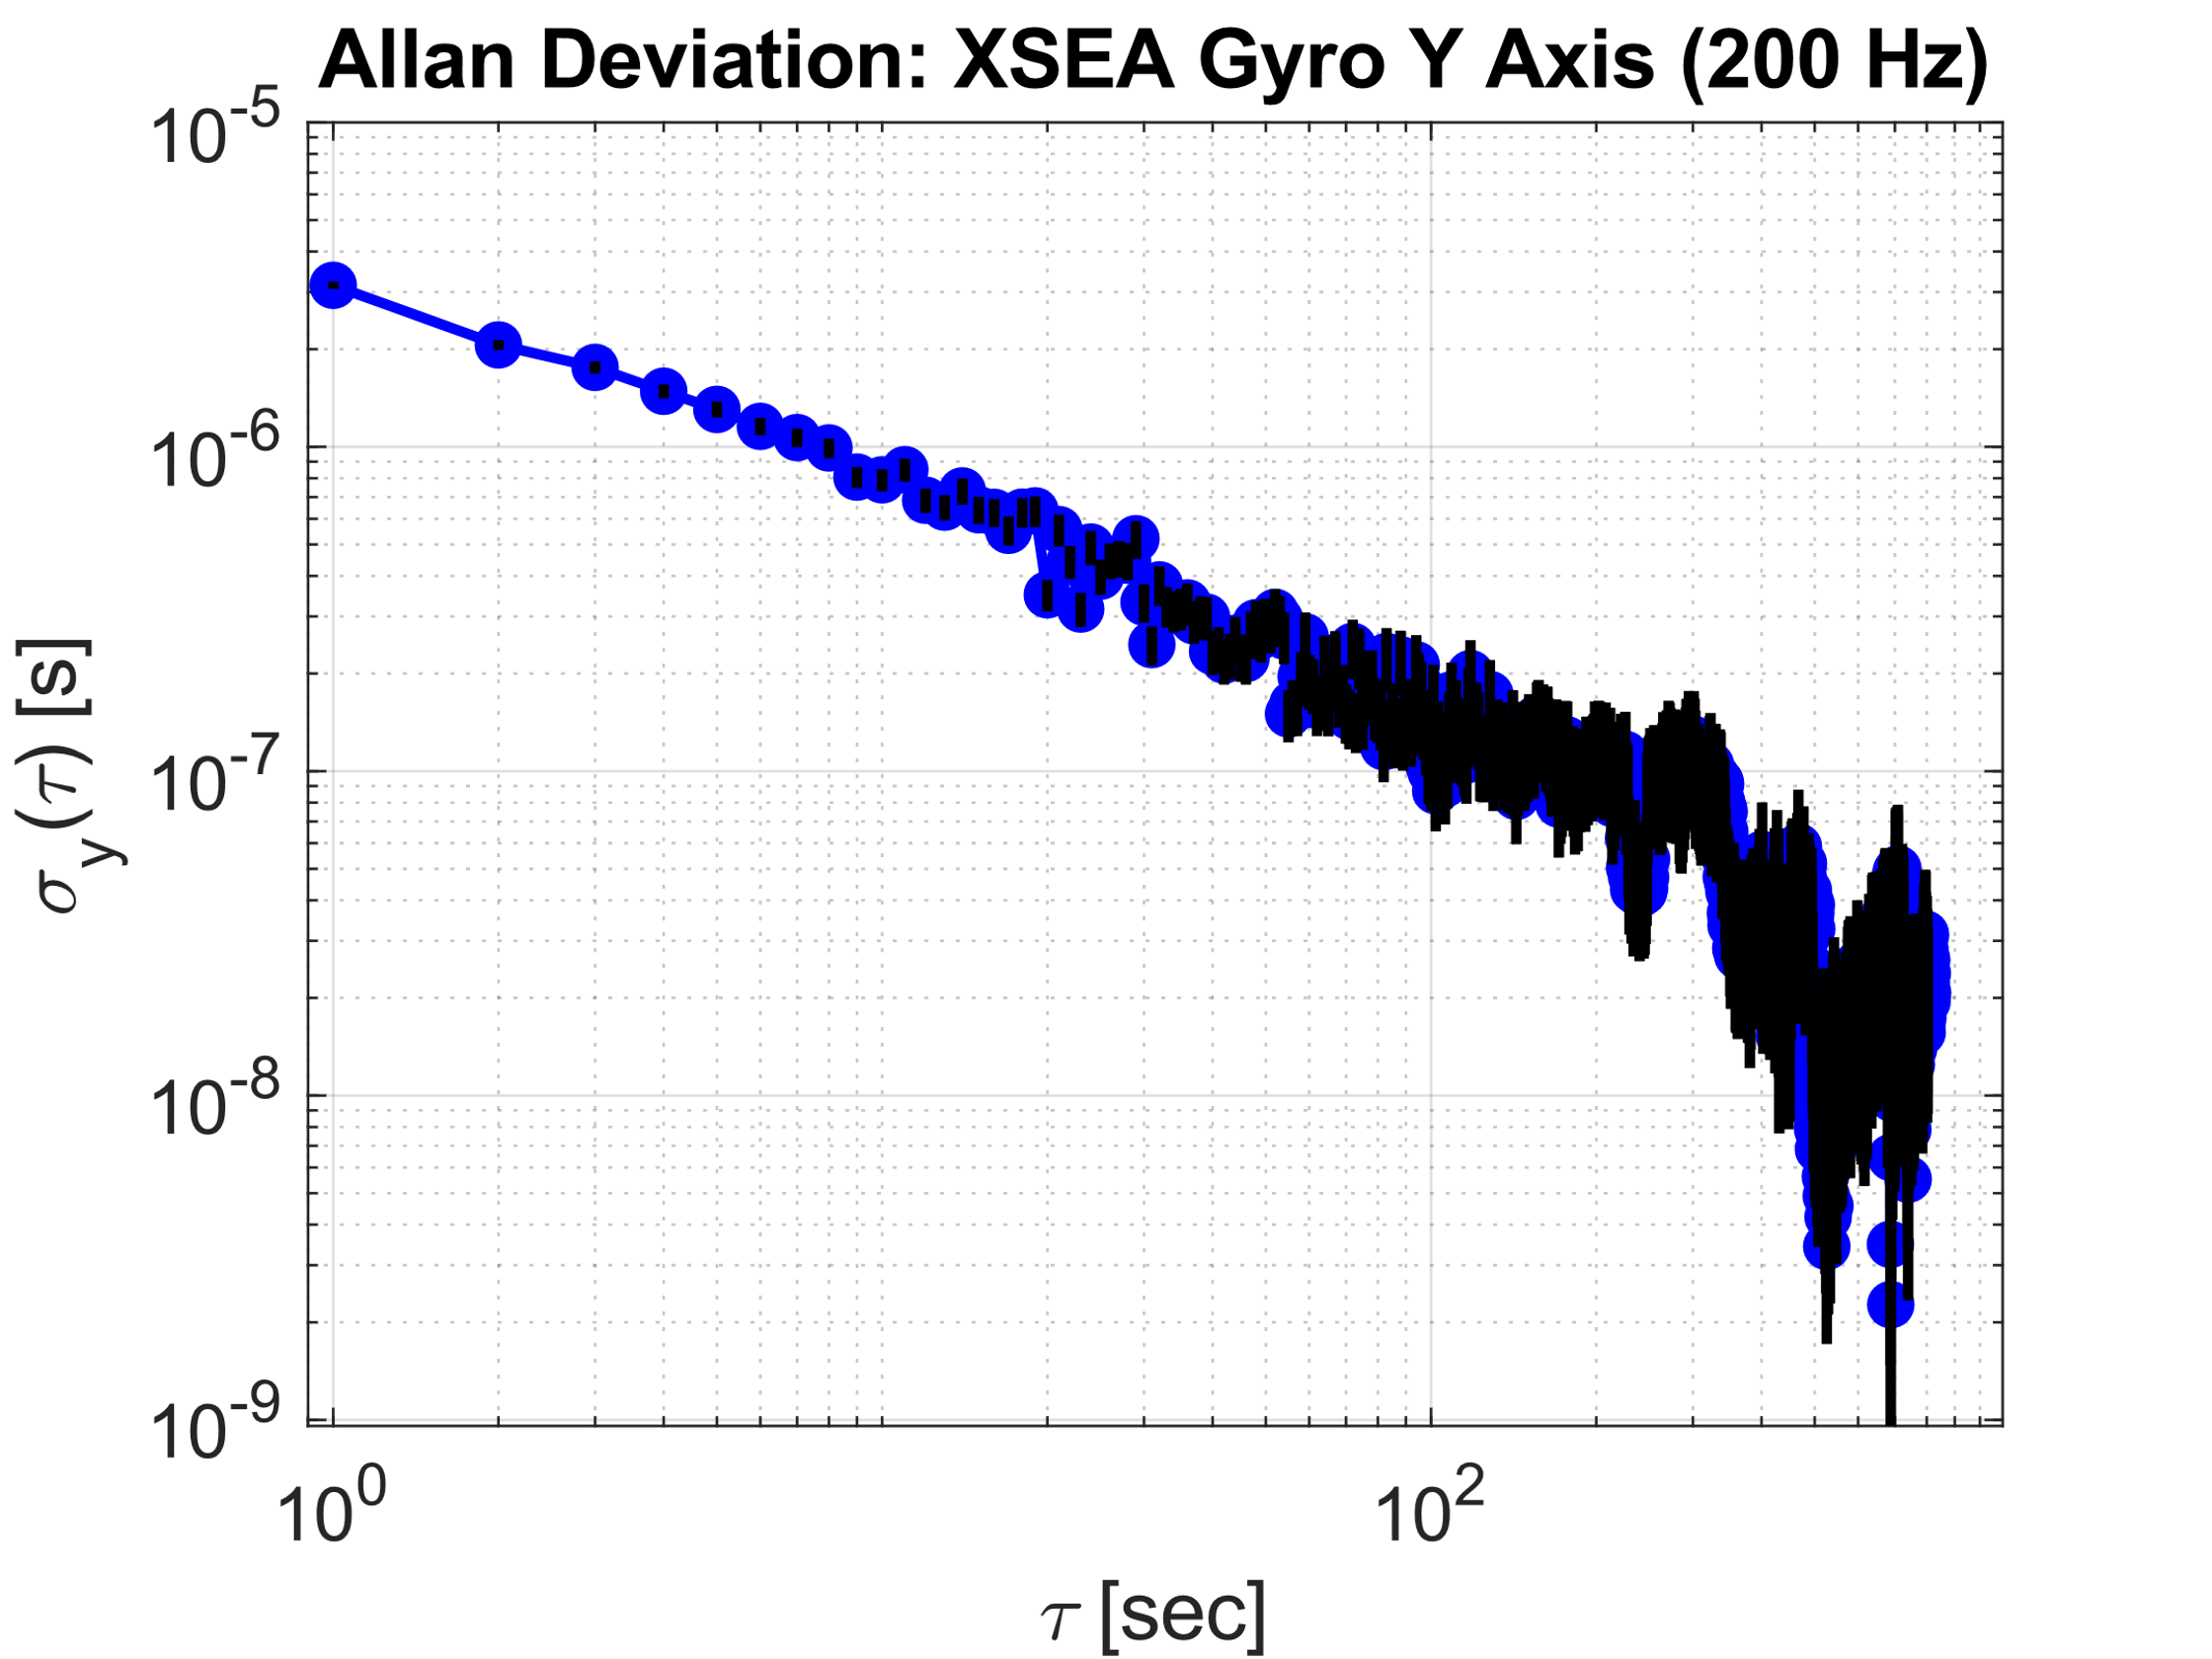 Allan Deviation: XSEA Gyro Y Axis (200 Hz)
10^-5
10^-6
10^-7
10^-8
10^-9
σ_y(τ) [s]
10^0
10^2
τ [sec]